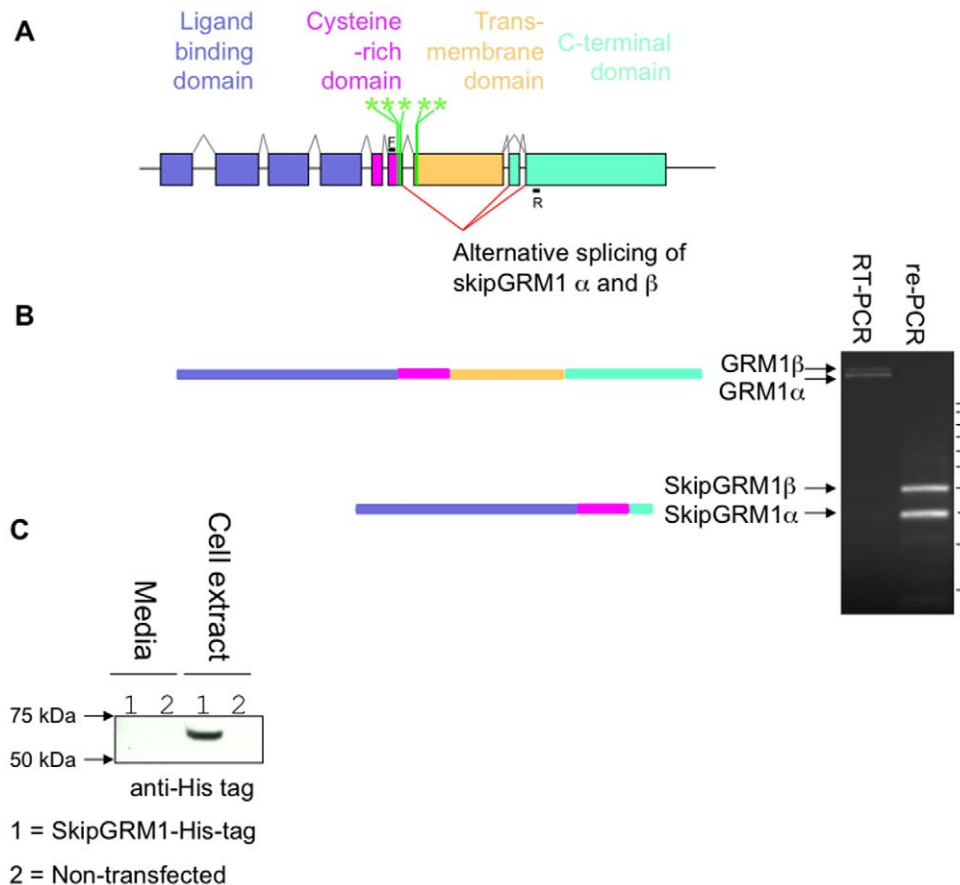 A
Ligand
binding
domain
Cysteine
-rich
domain
Trans-
membrane
domain
C-terminal
domain
*** **
F
R
Alternative splicing of
skipGRM1 α and β
B
RT-PCR
re-PCR
GRM1β
GRM1α
SkipGRM1β
SkipGRM1α
C
Media
Cell extract
1 2 1 2
75 kDa
50 kDa
anti-His tag
1 = SkipGRM1-His-tag
2 = Non-transfected